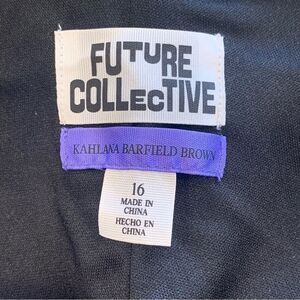 FUTURE
COLLECTIVE
KAHLANA BARFIELD BROWN
16
MADE IN
CHINA
HECHO EN
CHINA